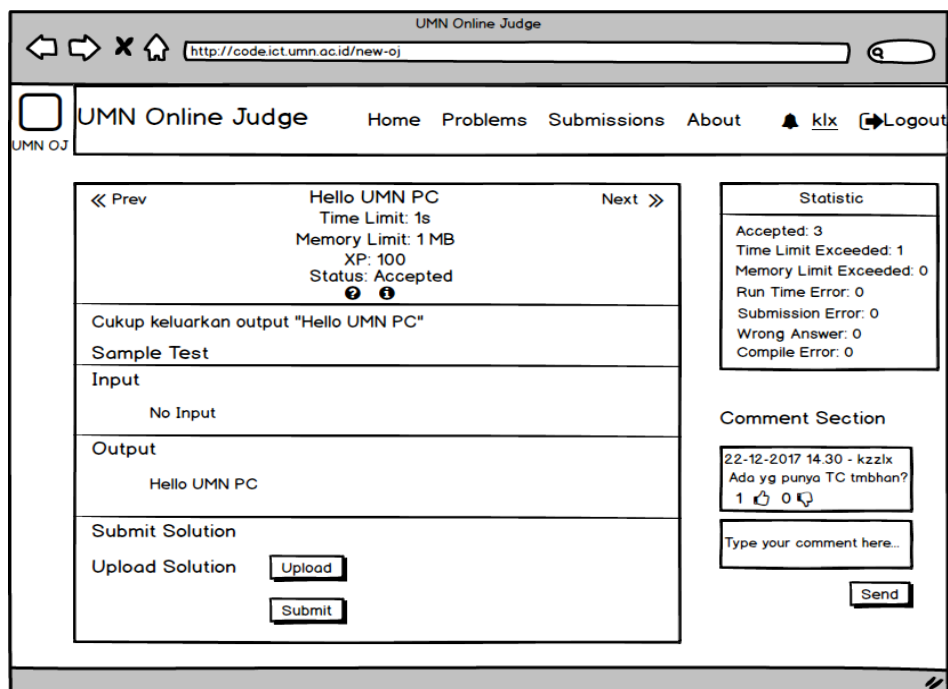 UMN Online Judge
http://code.ict.umn.ac.id/new-oj
UMN OJ
UMN Online Judge Home Problems Submissions About klx Logout
Prev Hello UMN PC Next
Time Limit: 1s
Memory Limit: 1 MB
XP: 100
Status: Accepted
Cukup keluarkan output "Hello UMN PC"
Sample Test
Input
No Input
Output
Hello UMN PC
Submit Solution
Upload Solution Upload
Submit
Statistic
Accepted: 3
Time Limit Exceeded: 1
Memory Limit Exceeded: 0
Run Time Error: 0
Submission Error: 0
Wrong Answer: 0
Compile Error: 0
Comment Section
22-12-2017 14.30 - kzzlx
Ada yg punya TC tmbhan?
1 0
Type your comment here...
Send